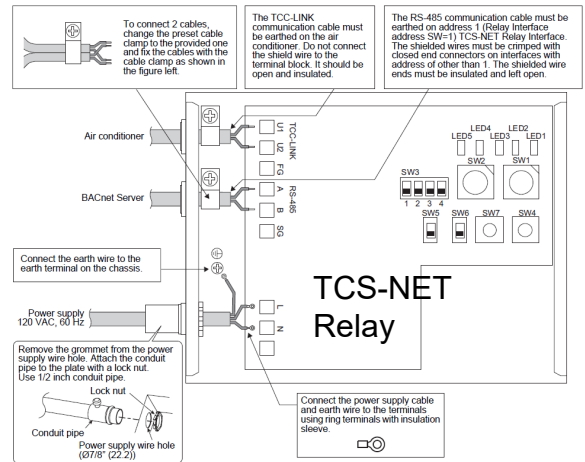 To connect 2 cables,
change the preset cable
clamp to the provided one
and fix the cables with the
cable clamp as shown in
the figure left.
The TCC-LINK
communication cable must
be earthed on the air
conditioner. Do not connect
the shield wire to the
terminal block. It should be
open and insulated.
The RS-485 communication cable must be
earthed on address 1 (Relay Interface
address SW=1) TCS-NET Relay Interface.
The shielded wires must be crimped with
closed end connectors on interfaces with
address of other than 1. The shielded wire
ends must be insulated and left open.
Air conditioner
BACnet Server
U1
U2
TCC-LINK
FG
A
B
RS-485
SG
LED4 LED2
LED5 LED3 LED1
SW2 SW1
SW3
1 2 3 4
SW5 SW6 SW7 SW4
Connect the earth wire to the
earth terminal on the chassis.
Power supply
120 VAC, 60 Hz
L
N
TCS-NET
Relay
Remove the grommet from the power
supply wire hole. Attach the conduit
pipe to the plate with a lock nut.
Use 1/2 inch conduit pipe.
Lock nut
Conduit pipe
Power supply wire hole
(Ø7/8" (22.2))
Connect the power supply cable
and earth wire to the terminals
using ring terminals with insulation
sleeve.